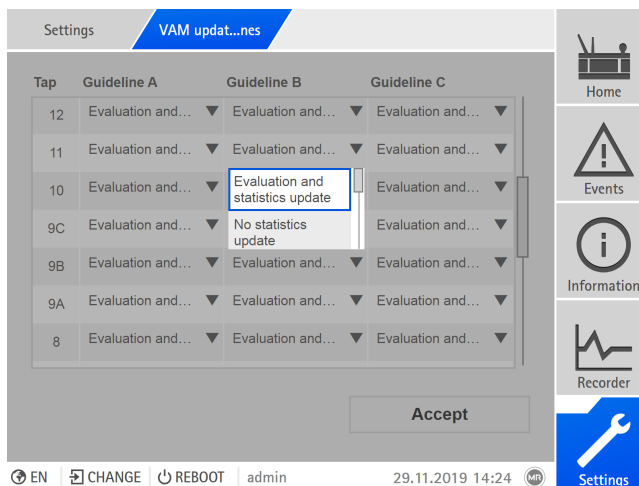 Settings
VAM updat...nes
Tap Guideline A Guideline B Guideline C
12 Evaluation and... Evaluation and... Evaluation and...
11 Evaluation and... Evaluation and... Evaluation and...
10 Evaluation and... Evaluation and statistics update Evaluation and...
9C Evaluation and... No statistics update Evaluation and...
9B Evaluation and... Evaluation and... Evaluation and...
9A Evaluation and... Evaluation and... Evaluation and...
8 Evaluation and... Evaluation and... Evaluation and...
Accept
Home
Events
Information
Recorder
Settings
EN CHANGE REBOOT admin 29.11.2019 14:24 MR